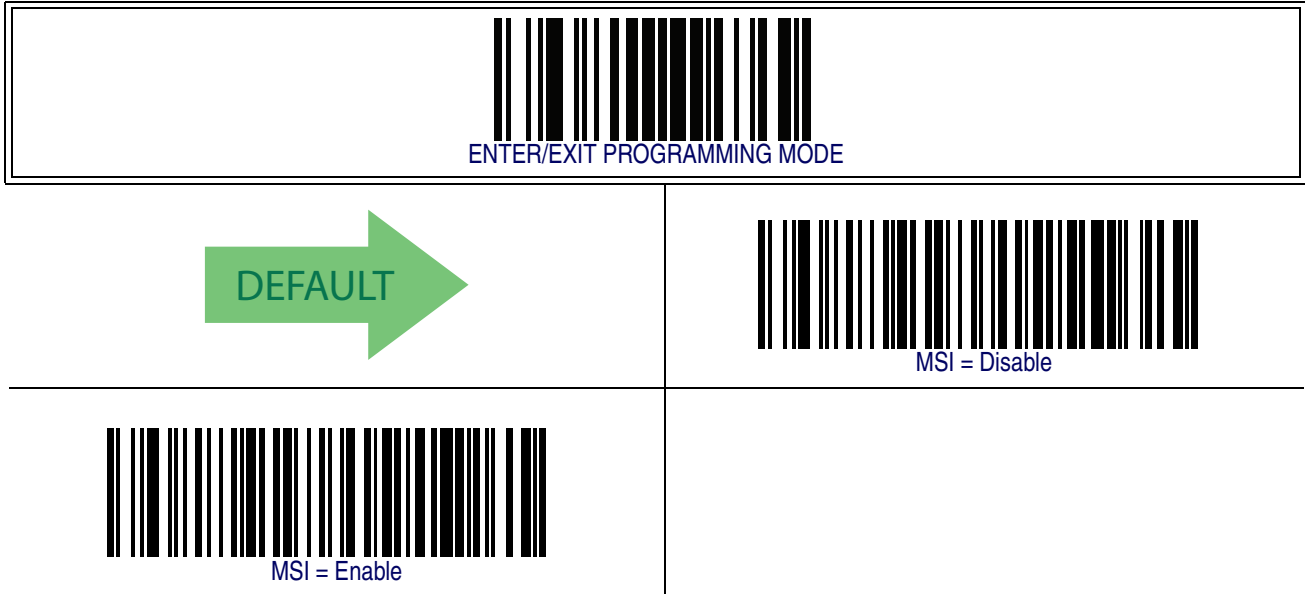 ENTER/EXIT PROGRAMMING MODE
DEFAULT
MSI = Disable
MSI = Enable